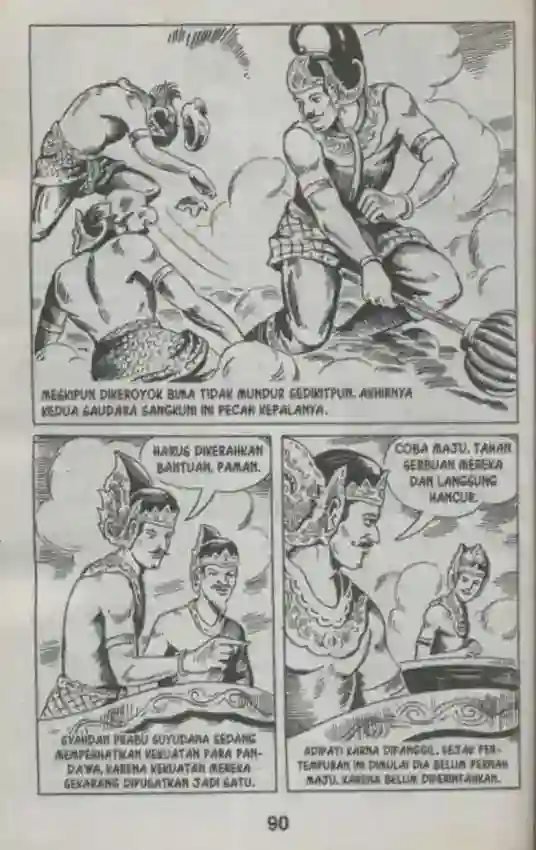 MESKIPUN DIKEROYOK BIMA TIDAK MUNDUR SEDIKITPUN. AKHIRNYA
KEDUA SAUDARA SANGKUNI INI PECAH KEPALANYA.
HARUS DIKERAHKAN
BANTUAN, PAMAN.
SYAHDAN PRABU SUYUDANA SEDANG
MEMPERHATIKAN KEKUATAN PARA PAN-
DAWA, KARENA KEKUATAN MEREKA
SEKARANG DIPUSATKAN JADI SATU.
COBA MAJU, TAHAN
SERBUAN MEREKA
DAN LANGSUNG
HANCUR.
ADIPATI KARNA DIPANGGIL. SEJAK PER-
TEMPURAN INI DIMULAI DIA BELUM PERNAH
MAJU, KARENA BELUM DIPERINTAHKAN.
90